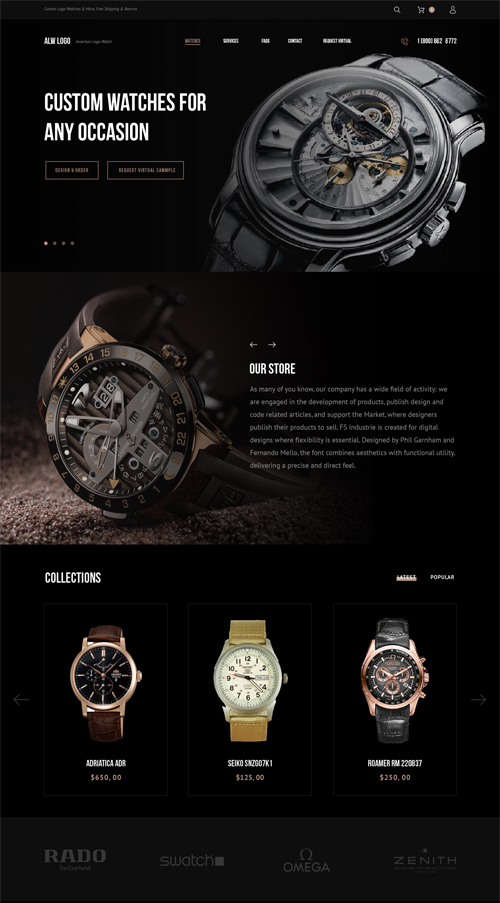 Custom Logo Watches & More, Free Shipping & Returns
ALW LOGO
American Logo Watch
WATCHES
SERVICES
FAQS
CONTACT
REQUEST VIRTUAL
1 (800) 862 6772
CUSTOM WATCHES FOR
ANY OCCASION
DESIGN & ORDER
REQUEST VIRTUAL SAMMPLE
OUR STORE
As many of you know, our company has a wide field of activity: we
are engaged in the development of products, publish design and
code related articles, and support the Market, where designers
publish their products to sell. FS Industrie is created for digital
designs where flexibility is essential. Designed by Phil Garnham and
Fernando Mello, the font combines aesthetics with functional utility,
delivering a precise and direct feel.
COLLECTIONS
LATEST
POPULAR
ADRIATICA ADR
$650,00
SEIKO SNZG07K1
$125,00
ROAMER RM 220837
$250,00
RADO
Switzerland
swatch
OMEGA
ZENITH